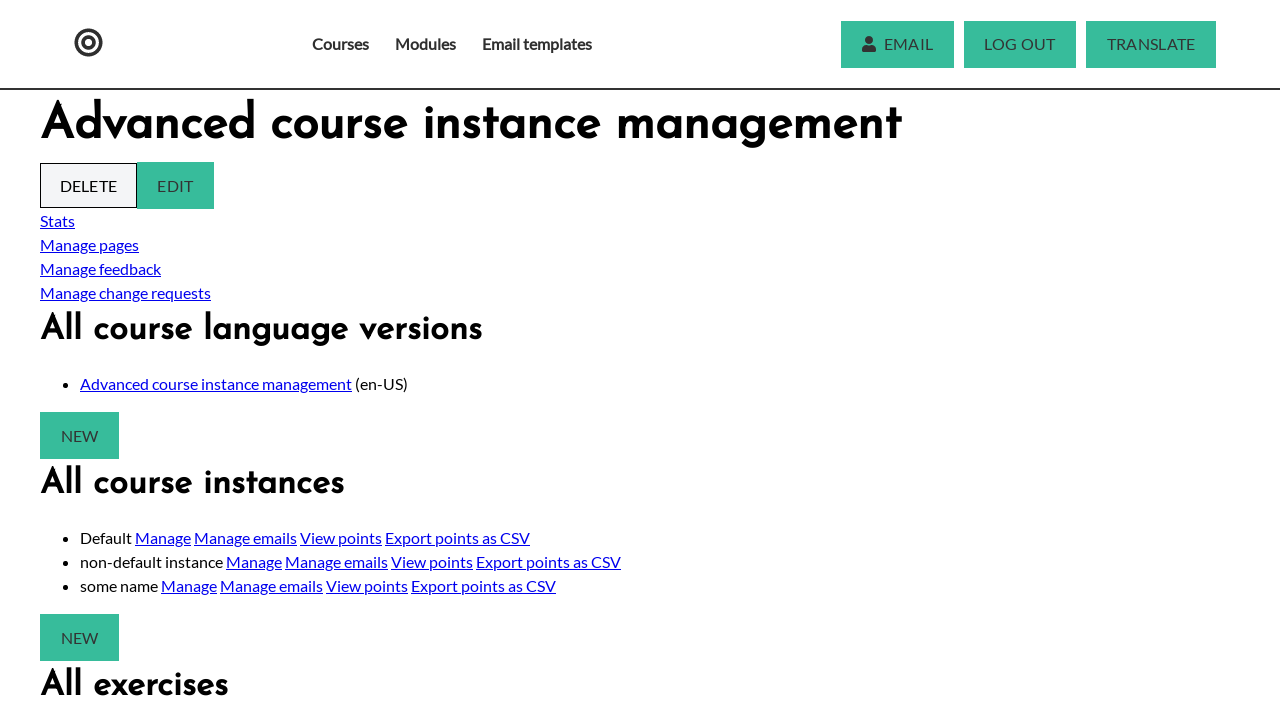 Courses Modules Email templates EMAIL LOG OUT TRANSLATE
Advanced course instance management
DELETE EDIT
Stats
Manage pages
Manage feedback
Manage change requests
All course language versions
Advanced course instance management (en-US)
NEW
All course instances
Default Manage Manage emails View points Export points as CSV
non-default instance Manage Manage emails View points Export points as CSV
some name Manage Manage emails View points Export points as CSV
NEW
All exercises